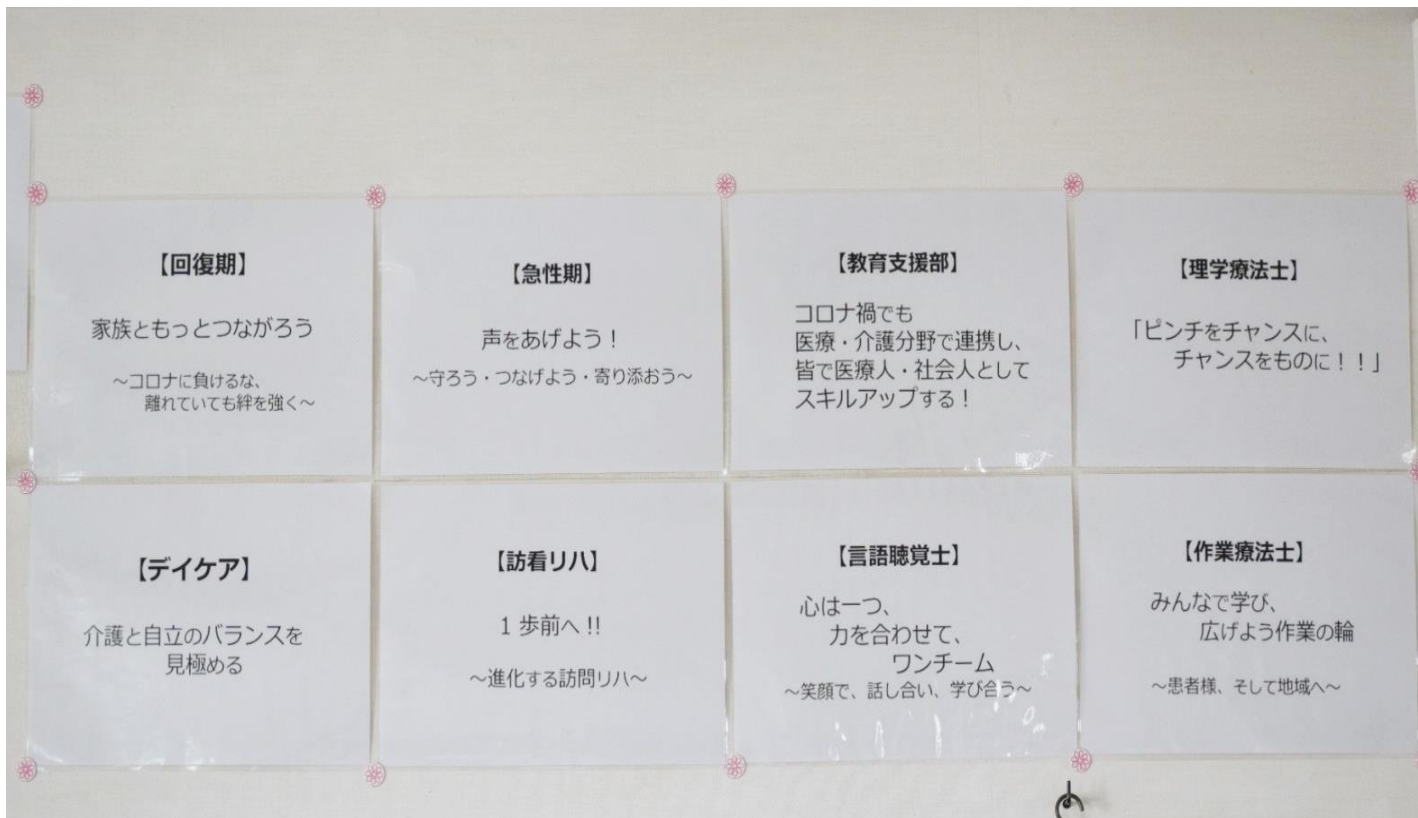 【回復期】
家族ともっとつながろう
～コロナに負けるな、
離れていても絆を強く～
【急性期】
声をあげよう！
～守ろう・つなげよう・寄り添おう～
【教育支援部】
コロナ禍でも
医療・介護分野で連携し、
皆で医療人・社会人として
スキルアップする！
【理学療法士】
「ピンチをチャンスに、
チャンスをものに！！」
【デイケア】
介護と自立のバランスを
見極める
【訪看リハ】
1歩前へ!!
～進化する訪問リハ～
【言語聴覚士】
心は一つ、
力を合わせて、
ワンチーム
～笑顔で、話し合い、学び合う～
【作業療法士】
みんなで学び、
広げよう作業の輪
～患者様、そして地域へ～